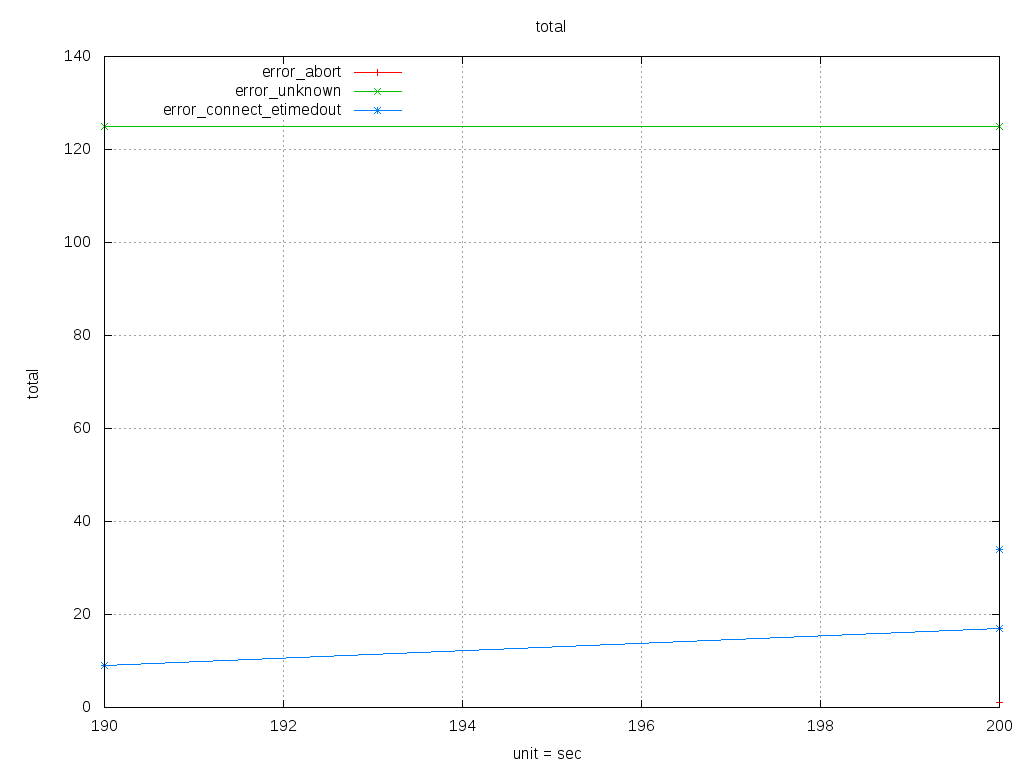 total
140
120
100
80
60
40
20
0
total
error_abort
error_unknown
error_connect_etimedout
190 192 194 196 198 200
unit = sec